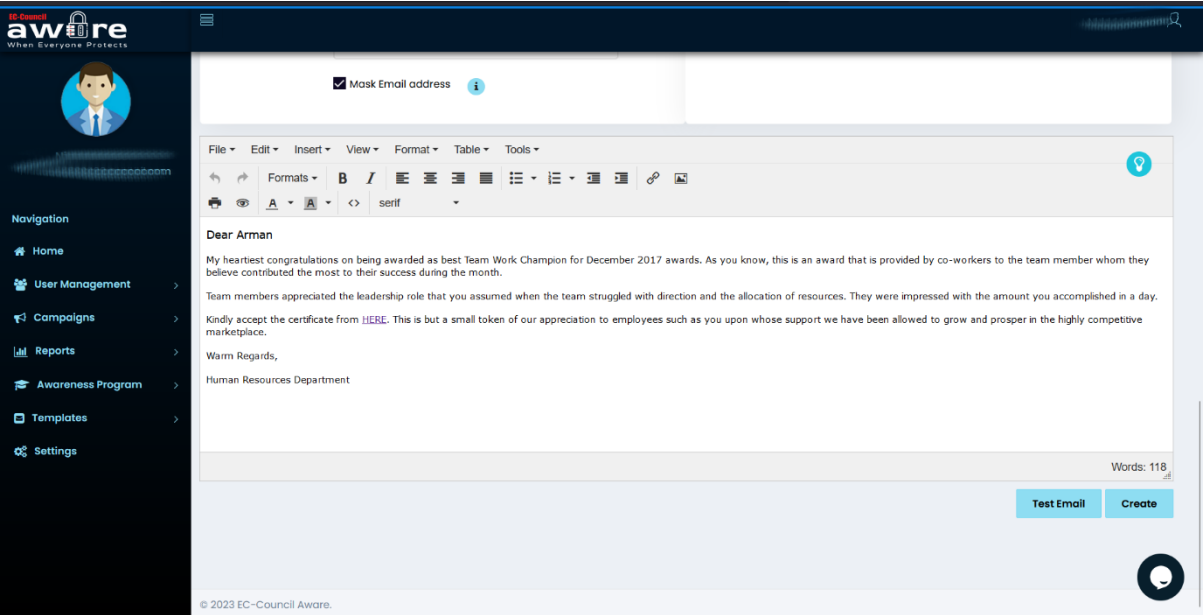 EC-Council
aware
When Everyone Protects
Mask Email address
i
File Edit Insert View Format Table Tools
Formats B I
A A <> serif
Navigation
Home
User Management
Campaigns
Reports
Awareness Program
Templates
Settings
Dear Arman
My heartiest congratulations on being awarded as best Team Work Champion for December 2017 awards. As you know, this is an award that is provided by co-workers to the team member whom they
believe contributed the most to their success during the month.
Team members appreciated the leadership role that you assumed when the team struggled with direction and the allocation of resources. They were impressed with the amount you accomplished in a day.
Kindly accept the certificate from HERE. This is but a small token of our appreciation to employees such as you upon whose support we have been allowed to grow and prosper in the highly competitive
marketplace.
Warm Regards,
Human Resources Department
Words: 118
Test Email Create
© 2023 EC-Council Aware.